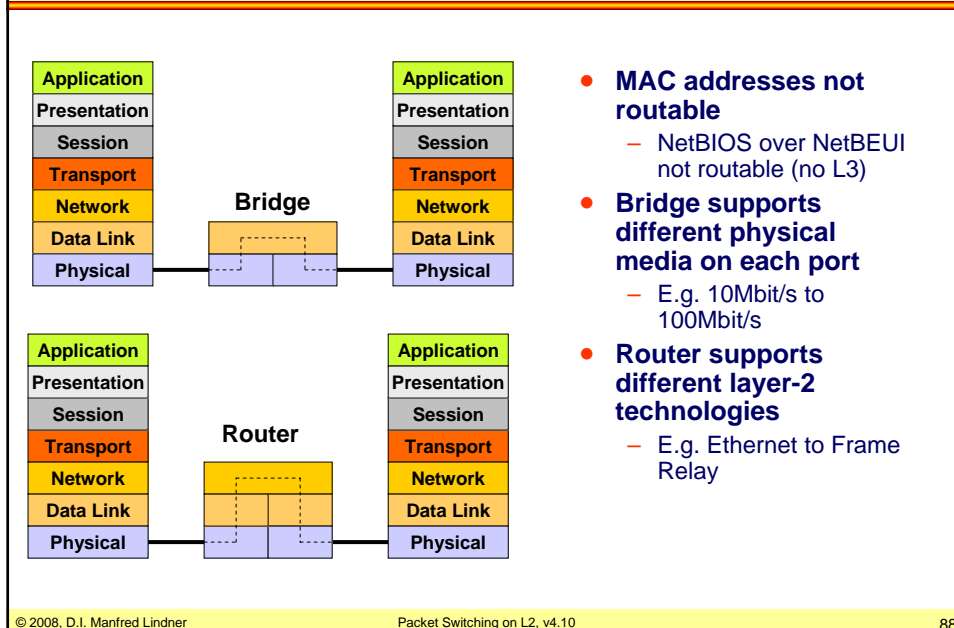 Application
Presentation
Session
Transport
Network
Data Link
Physical
Bridge
Application
Presentation
Session
Transport
Network
Data Link
Physical
Application
Presentation
Session
Transport
Network
Data Link
Physical
Router
Application
Presentation
Session
Transport
Network
Data Link
Physical
• MAC addresses not
routable
– NetBIOS over NetBEUI
not routable (no L3)
• Bridge supports
different physical
media on each port
– E.g. 10Mbit/s to
100Mbit/s
• Router supports
different layer-2
technologies
– E.g. Ethernet to Frame
Relay
© 2008, D.I. Manfred Lindner
Packet Switching on L2, v4.10
88